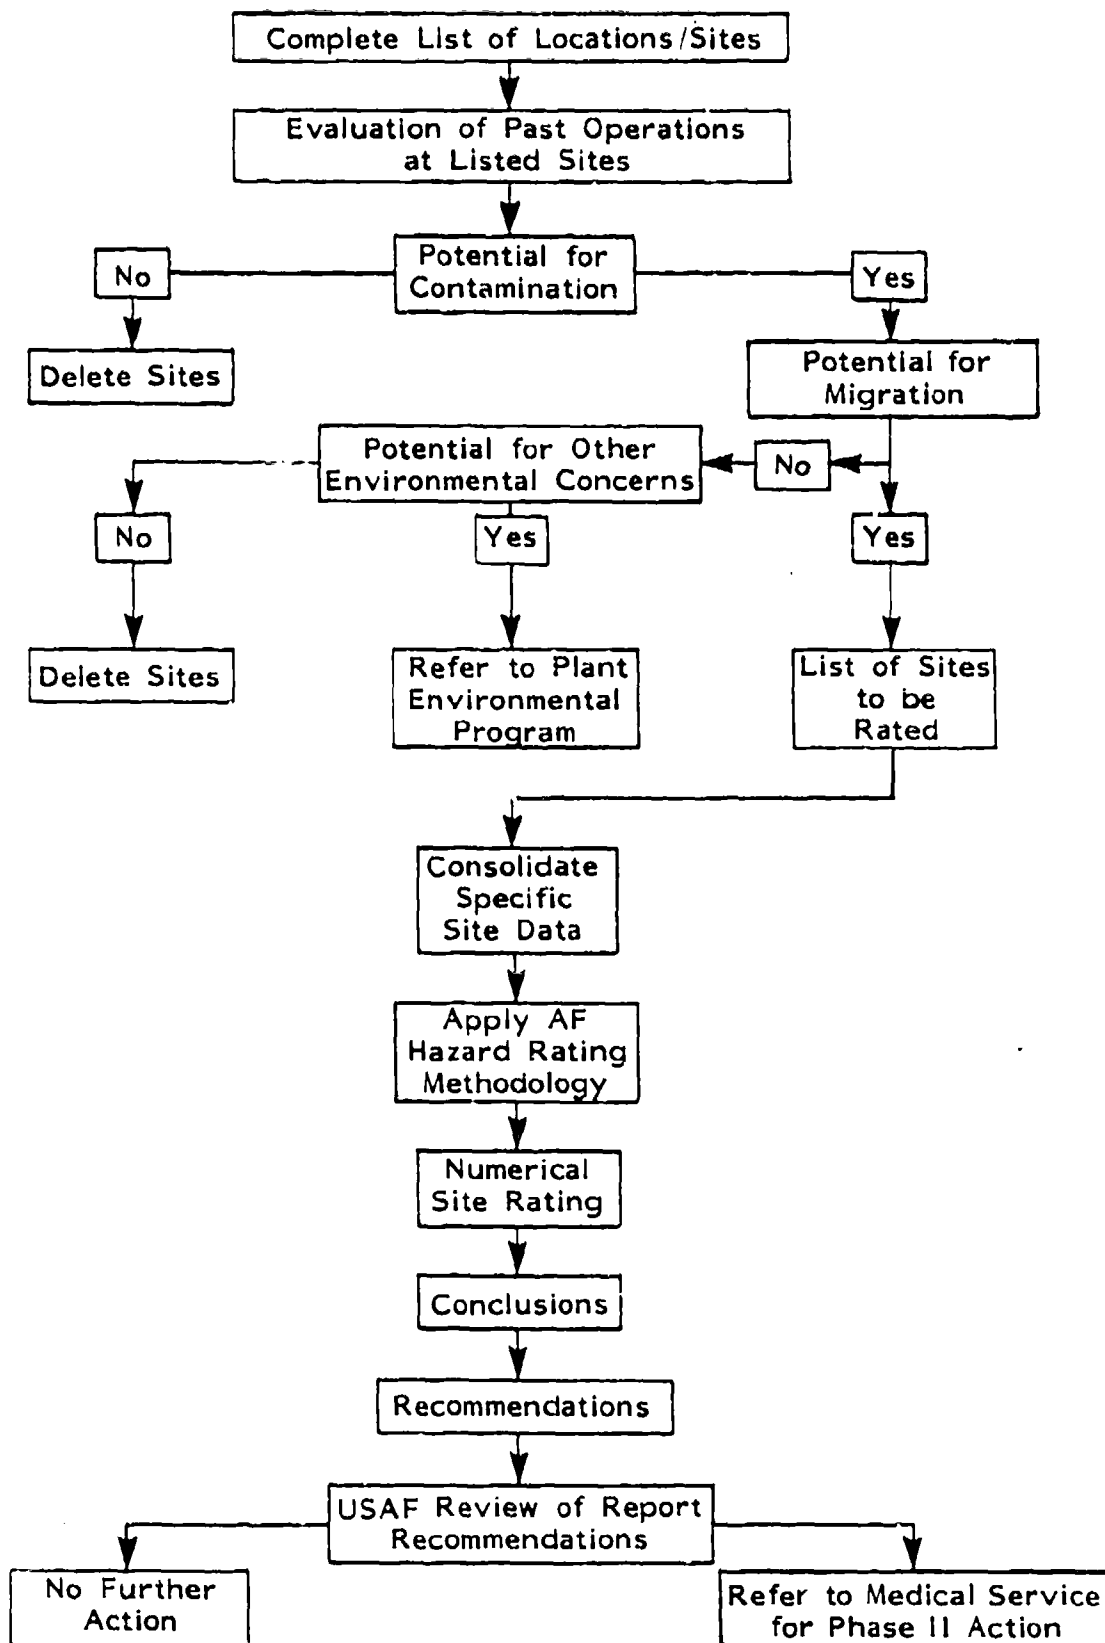 Complete List of Locations/Sites
Evaluation of Past Operations
at Listed Sites
Potential for
Contamination
No
Yes
Delete Sites
Potential for
Migration
Potential for Other
Environmental Concerns
No
No
Yes
Yes
Delete Sites
Refer to Plant
Environmental
Program
List of Sites
to be
Rated
Consolidate
Specific
Site Data
Apply AF
Hazard Rating
Methodology
Numerical
Site Rating
Conclusions
Recommendations
USAF Review of Report
Recommendations
No Further
Action
Refer to Medical Service
for Phase II Action